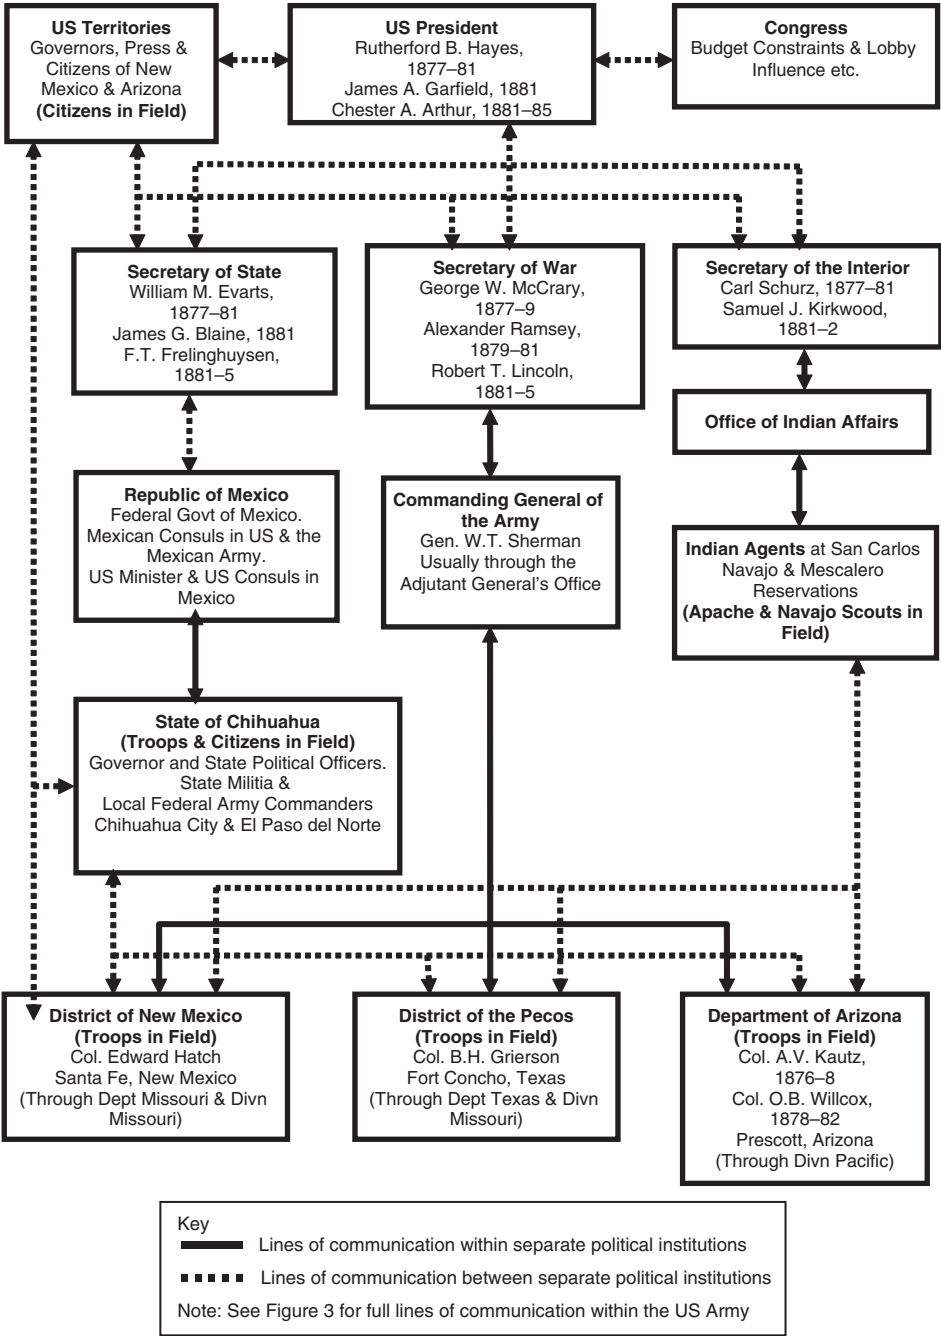 US Territories
Governors, Press &
Citizens of New
Mexico & Arizona
(Citizens in Field)
US President
Rutherford B. Hayes,
1877–81
James A. Garfield, 1881
Chester A. Arthur, 1881–85
Congress
Budget Constraints & Lobby
Influence etc.
Secretary of State
William M. Evarts,
1877–81
James G. Blaine, 1881
F.T. Frelinghuysen,
1881–5
Secretary of War
George W. McCrary,
1877–9
Alexander Ramsey,
1879–81
Robert T. Lincoln,
1881–5
Secretary of the Interior
Carl Schurz, 1877–81
Samuel J. Kirkwood,
1881–2
Office of Indian Affairs
Republic of Mexico
Federal Govt of Mexico.
Mexican Consuls in US & the
Mexican Army.
US Minister & US Consuls in
Mexico
Commanding General of
the Army
Gen. W.T. Sherman
Usually through the
Adjutant General's Office
Indian Agents at San Carlos
Navajo & Mescalero
Reservations
(Apache & Navajo Scouts in
Field)
State of Chihuahua
(Troops & Citizens in Field)
Governor and State Political Officers.
State Militia &
Local Federal Army Commanders
Chihuahua City & El Paso del Norte
District of New Mexico
(Troops in Field)
Col. Edward Hatch
Santa Fe, New Mexico
(Through Dept Missouri & Divn
Missouri)
District of the Pecos
(Troops in Field)
Col. B.H. Grierson
Fort Concho, Texas
(Through Dept Texas & Divn
Missouri)
Department of Arizona
(Troops in Field)
Col. A.V. Kautz,
1876–8
Col. O.B. Willcox,
1878–82
Prescott, Arizona
(Through Divn Pacific)
Key
Lines of communication within separate political institutions
Lines of communication between separate political institutions
Note: See Figure 3 for full lines of communication within the US Army